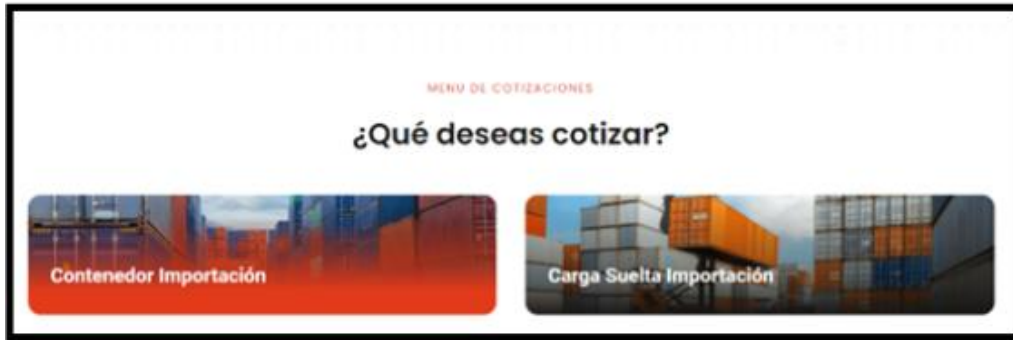 MENU DE COTIZACIONES
¿Qué deseas cotizar?
Contenedor Importación
Carga Suelta Importación